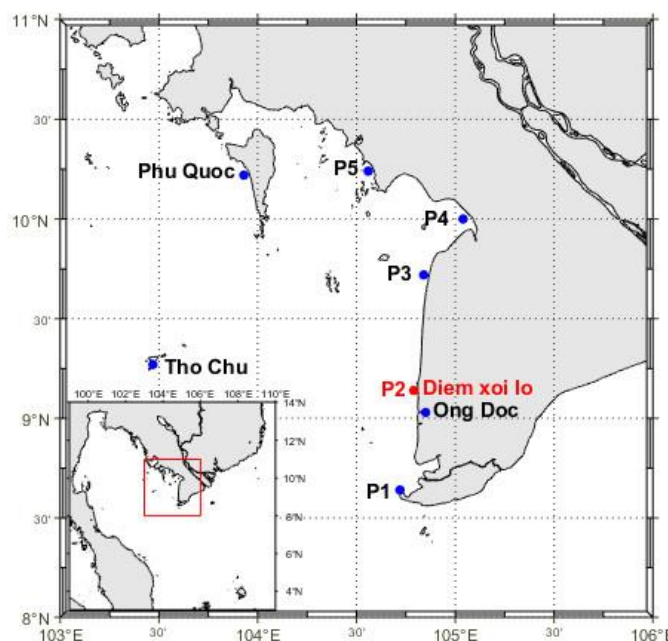 11°N
30'
Phu Quoc
P5
10°N
P4
P3
30'
Tho Chu
P2 Diem xoi lo
Ong Doc
9°N
100°E 102°E 104°E 106°E 108°E 110°E
14°N
12°N
10°N
8°N
6°N
4°N
P1
30'
8°N
103°E 30' 104°E 30' 105°E 30' 106°E